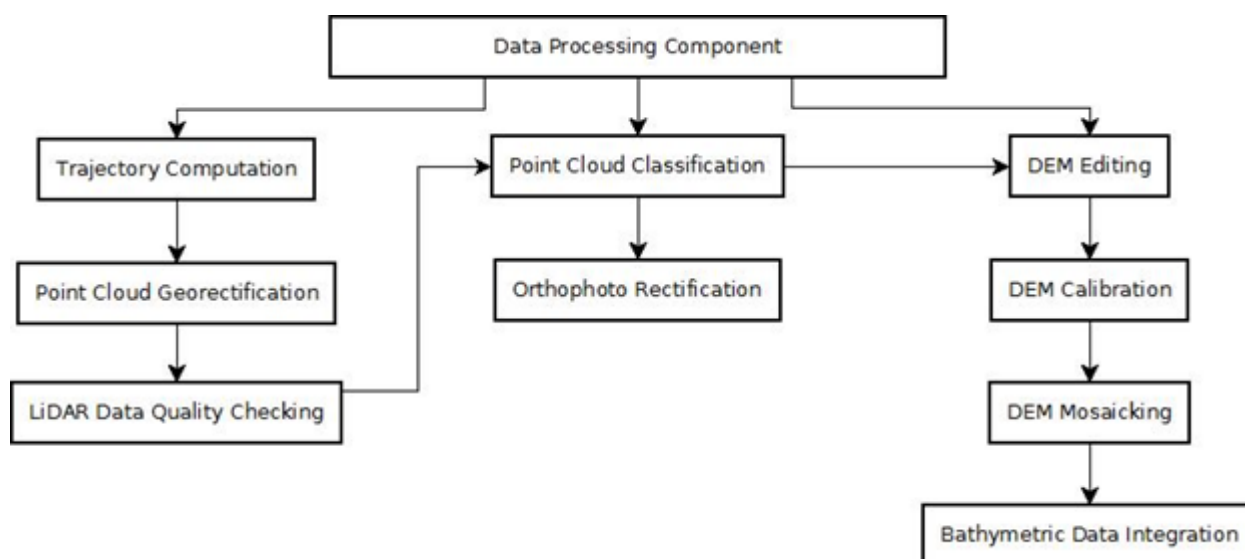 Data Processing Component
Trajectory Computation
Point Cloud Classification
DEM Editing
Point Cloud Georectification
Orthophoto Rectification
DEM Calibration
LiDAR Data Quality Checking
DEM Mosaicking
Bathymetric Data Integration